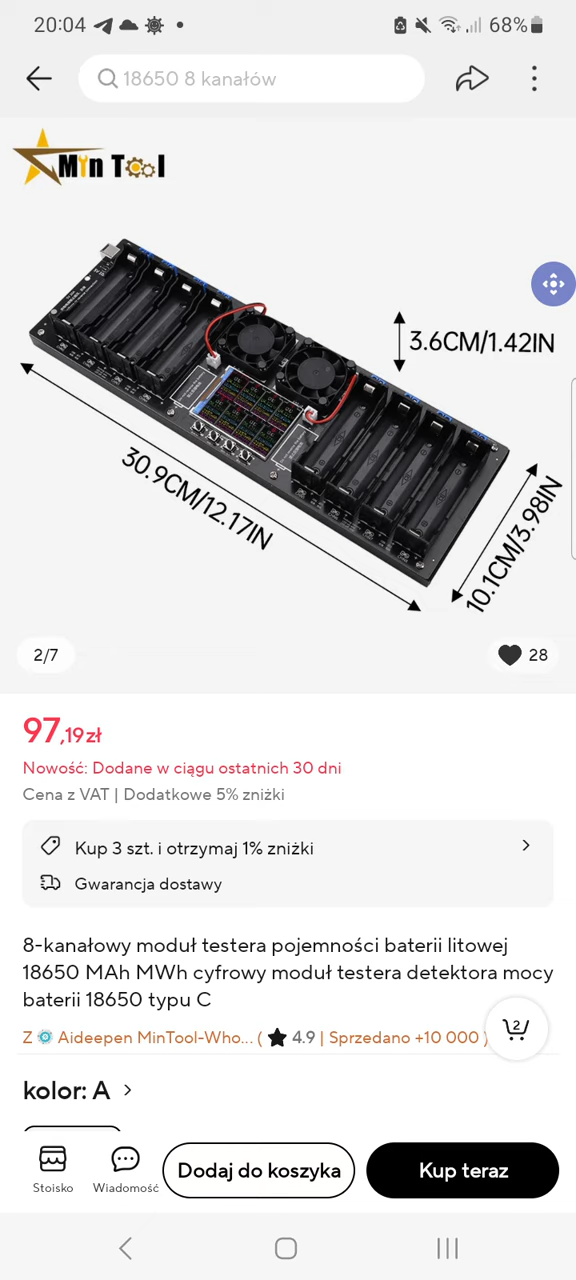 20:04
68%
18650 8 kanałów
Min Tool
3.6CM/1.42IN
30.9CM/12.17IN
10.1CM/3.98IN
2/7
28
97,19zł
Nowość: Dodane w ciągu ostatnich 30 dni
Cena z VAT | Dodatkowe 5% zniżki
Kup 3 szt. i otrzymaj 1% zniżki
Gwarancja dostawy
8-kanałowy moduł testera pojemności baterii litowej
18650 MAh MWh cyfrowy moduł testera detektora mocy
baterii 18650 typu C
Z Aideepen MinTool-Who... ( 4.9 | Sprzedano +10 000 )
2
kolor: A
Stoisko
Wiadomość
Dodaj do koszyka
Kup teraz